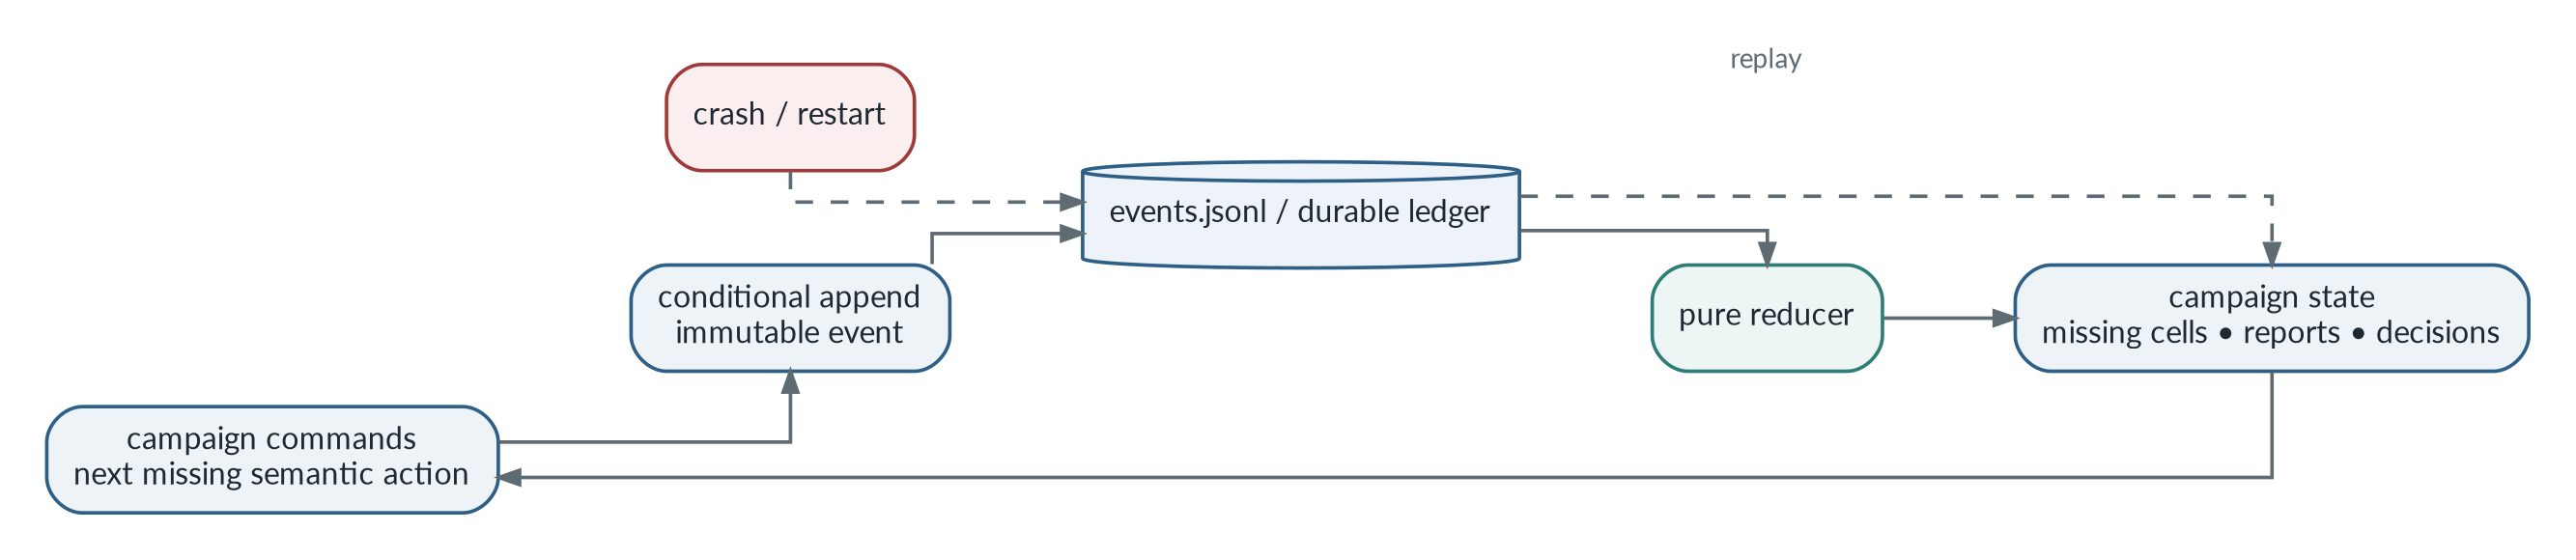 replay
crash / restart
events.jsonl / durable ledger
conditional append
immutable event
pure reducer
campaign state
missing cells • reports • decisions
campaign commands
next missing semantic action